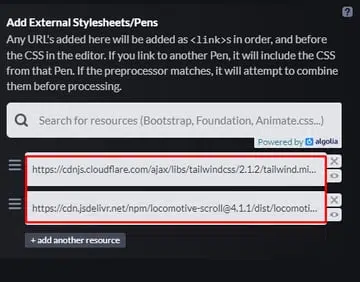 Add External Stylesheets/Pens
Any URL's added here will be added as <link>s in order, and before
the CSS in the editor. If you link to another Pen, it will include the CSS
from that Pen. If the preprocessor matches, it will attempt to combine
them before processing.
Search for resources (Bootstrap, Foundation, Animate.css...)
Powered by algolia
https://cdnjs.cloudflare.com/ajax/libs/tailwindcss/2.1.2/tailwind.mi...
https://cdn.jsdelivr.net/npm/locomotive-scroll@4.1.1/dist/locomoti...
+ add another resource